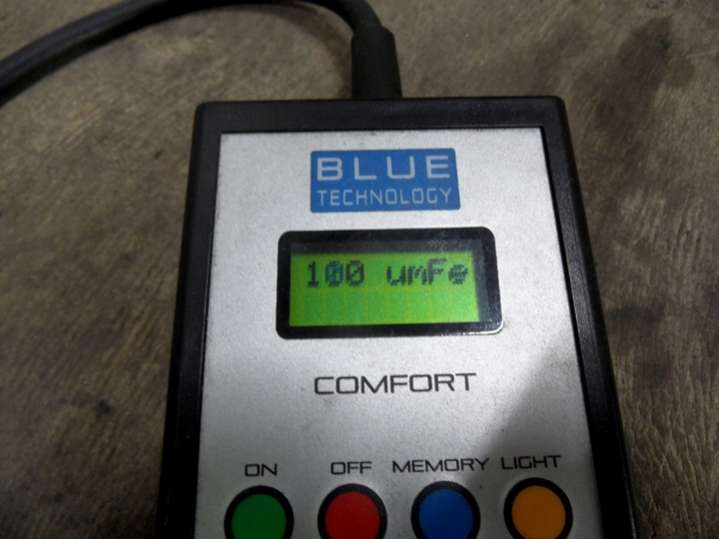 BLUE
TECHNOLOGY
100 umFe
COMFORT
ON OFF MEMORY LIGHT